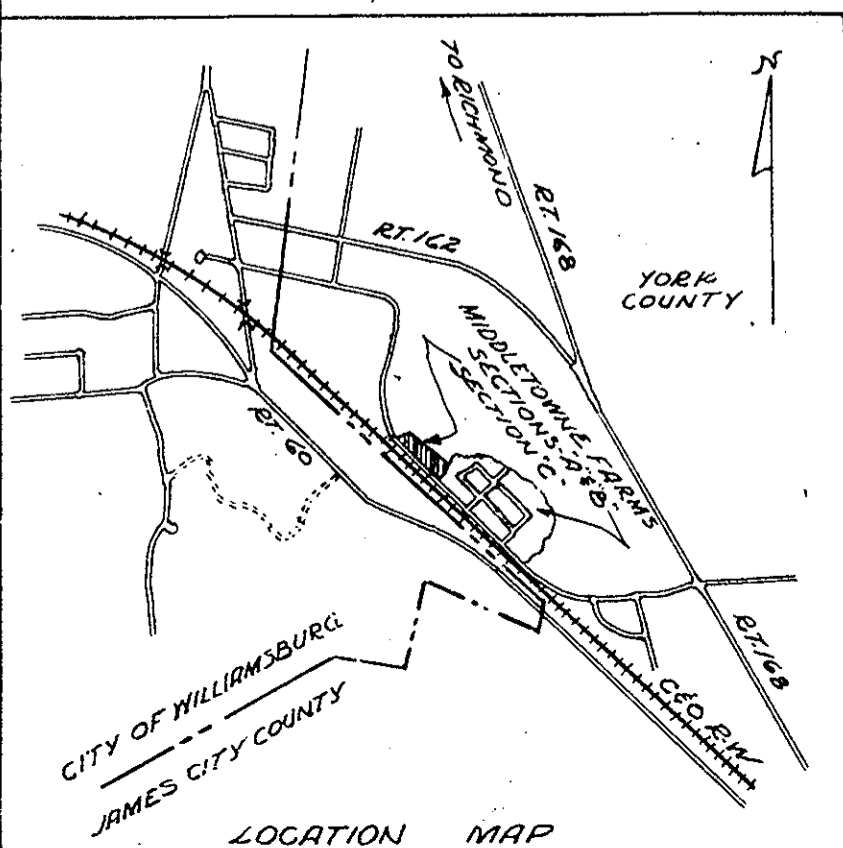 TO RICHMOND
RT. 168
N
RT. 162
YORK
COUNTY
MIDDLETOWNE FARMS
SECTIONS-A&B-
SECTION "C"-
RT. 60
RT. 168
C&O R.W
CITY OF WILLIAMSBURG
JAMES CITY COUNTY
LOCATION MAP